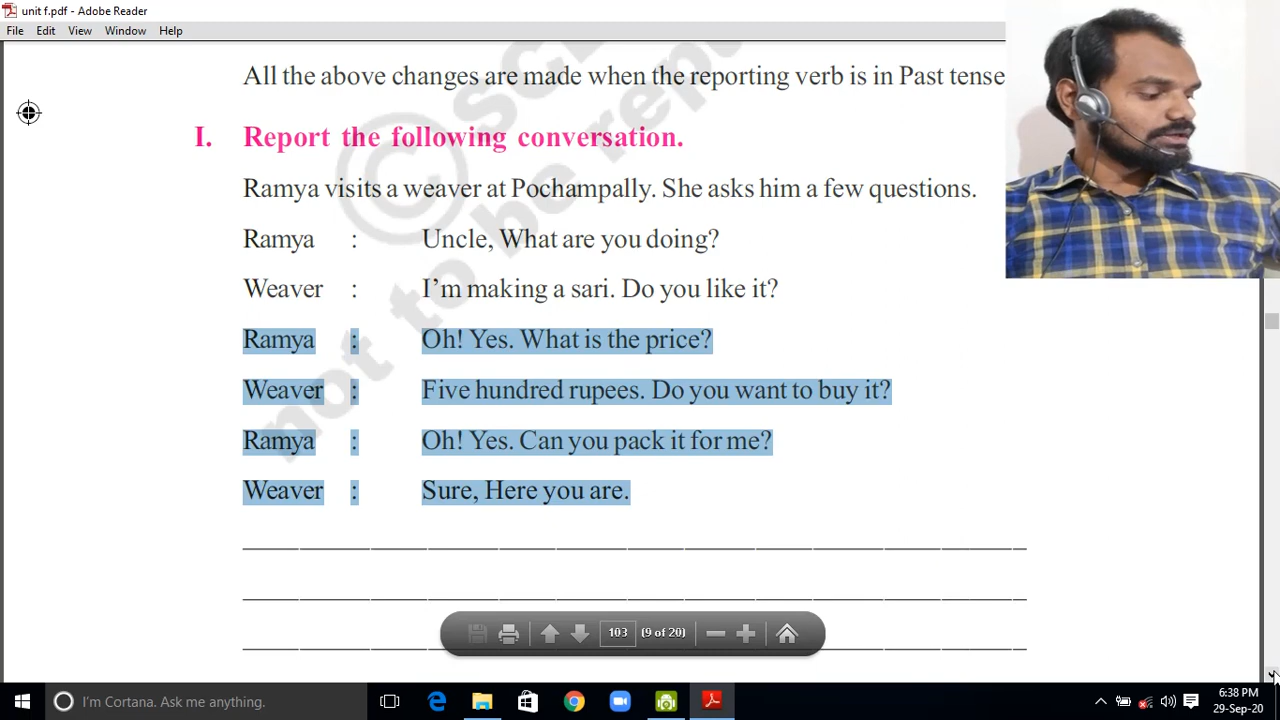 unit f.pdf - Adobe Reader
File Edit View Window Help
All the above changes are made when the reporting verb is in Past tense
I. Report the following conversation.
Ramya visits a weaver at Pochampally. She asks him a few questions.
Ramya : Uncle, What are you doing?
Weaver : I'm making a sari. Do you like it?
Ramya : Oh! Yes. What is the price?
Weaver : Five hundred rupees. Do you want to buy it?
Ramya : Oh! Yes. Can you pack it for me?
Weaver : Sure, Here you are.
not to be
103 (9 of 20)
I'm Cortana. Ask me anything.
6:38 PM
29-Sep-20